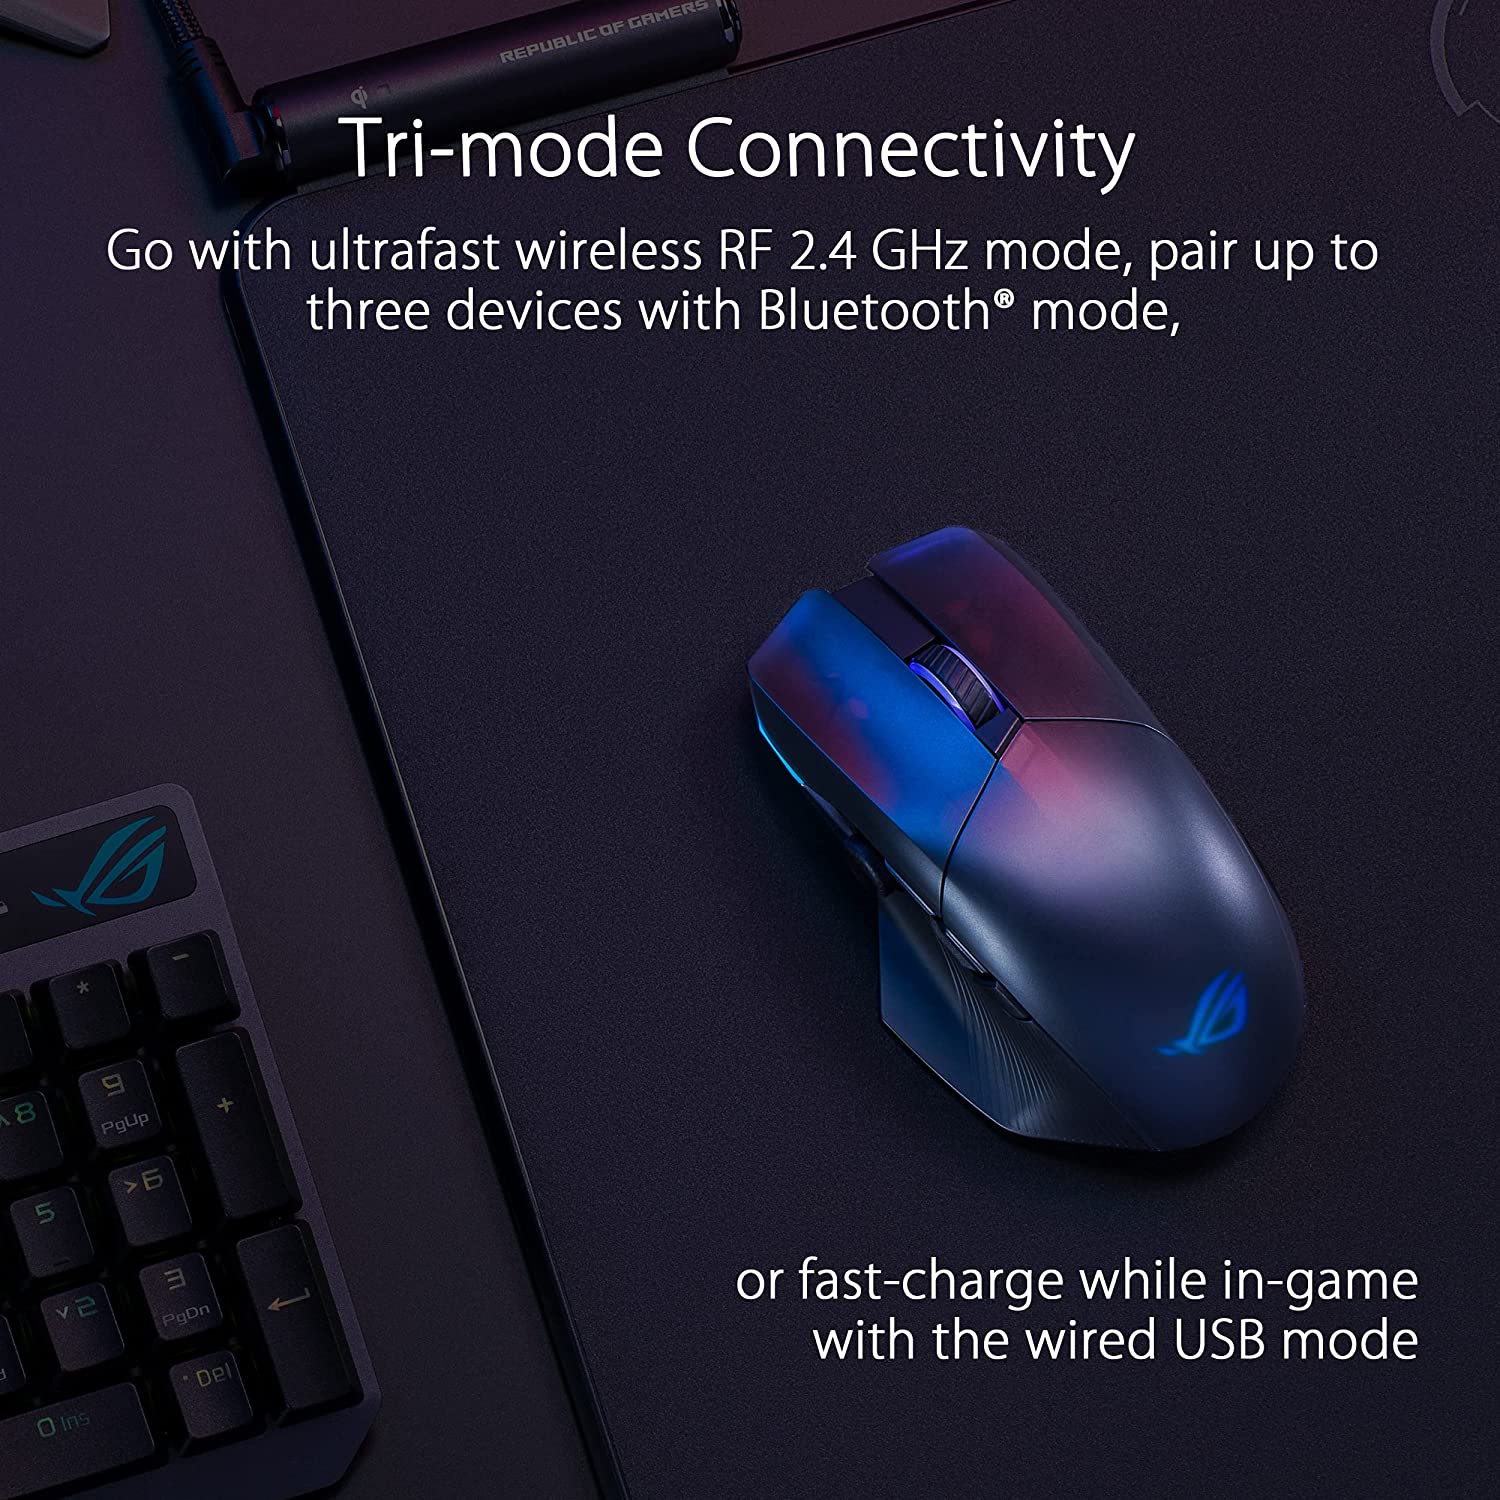 REPUBLIC OF GAMERS
Tri-mode Connectivity
Go with ultrafast wireless RF 2.4 GHz mode, pair up to
three devices with Bluetooth® mode,
* -
8 9 PgUp +
5 >6
v 2 3 PgDn
0 Ins . Del
or fast-charge while in-game
with the wired USB mode